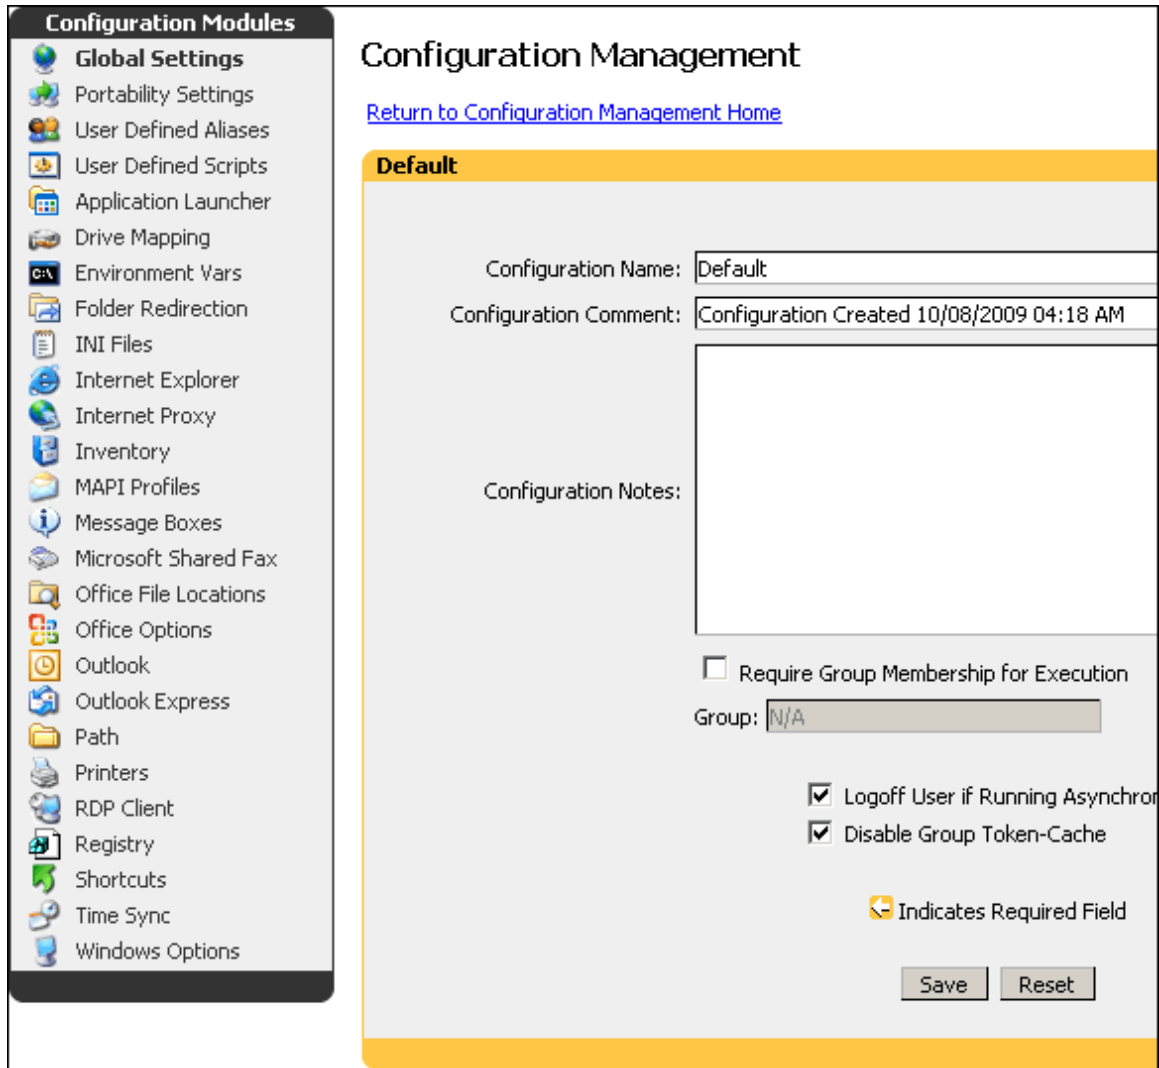 Configuration Modules
Global Settings
Portability Settings
User Defined Aliases
User Defined Scripts
Application Launcher
Drive Mapping
Environment Vars
Folder Redirection
INI Files
Internet Explorer
Internet Proxy
Inventory
MAPI Profiles
Message Boxes
Microsoft Shared Fax
Office File Locations
Office Options
Outlook
Outlook Express
Path
Printers
RDP Client
Registry
Shortcuts
Time Sync
Windows Options
Configuration Management
Return to Configuration Management Home
Default
Configuration Name: Default
Configuration Comment: Configuration Created 10/08/2009 04:18 AM
Configuration Notes:
Require Group Membership for Execution
Group: N/A
Logoff User if Running Asynchror
Disable Group Token-Cache
Indicates Required Field
Save Reset